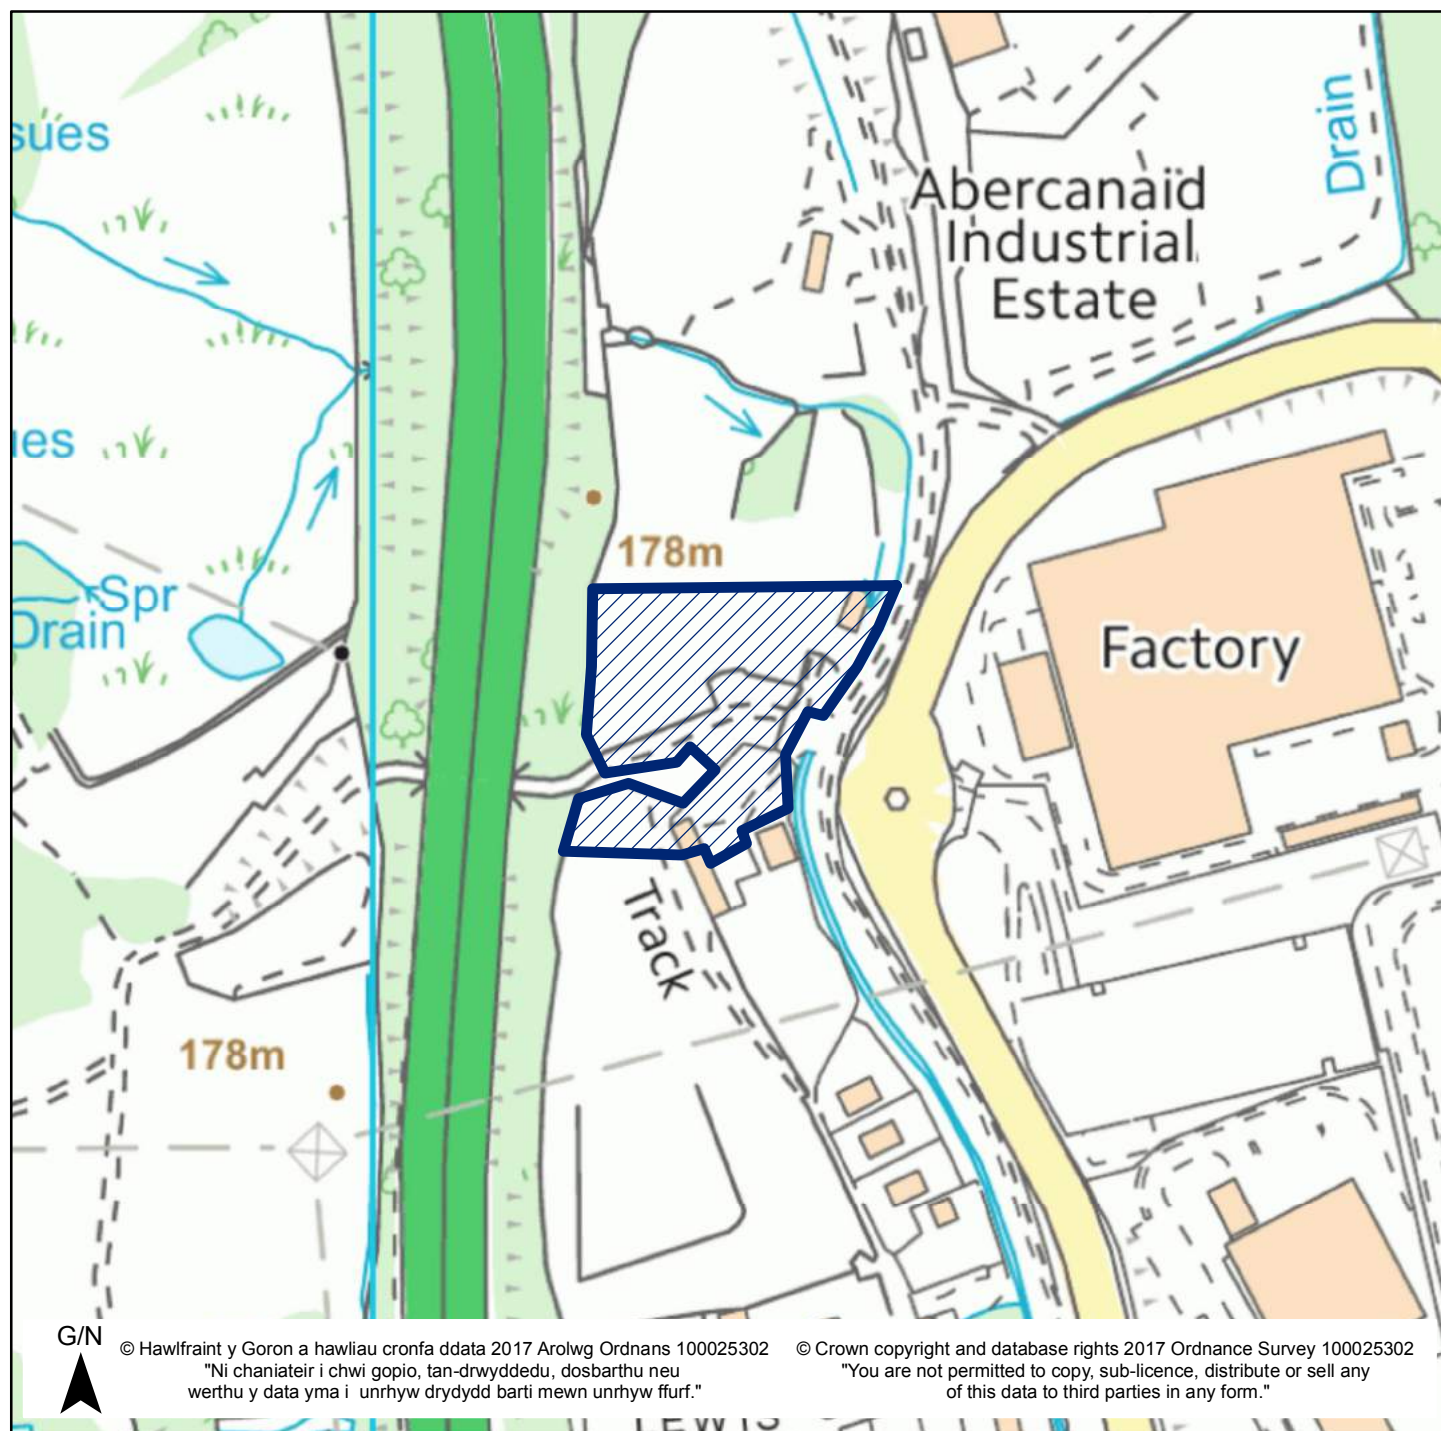 sues
Abercanaid
Industrial
Estate
Drain
ues
178m
Spr
Drain
Factory
Track
178m
G/N
© Hawlfraint y Goron a hawliau cronfa ddata 2017 Arolwg Ordnans 100025302
"Ni chaniateir i chwi gopio, tan-drwyddedu, dosbarthu neu
werthu y data yma i unrhyw drydydd barti mewn unrhyw ffurf."
© Crown copyright and database rights 2017 Ordnance Survey 100025302
"You are not permitted to copy, sub-licence, distribute or sell any
of this data to third parties in any form."